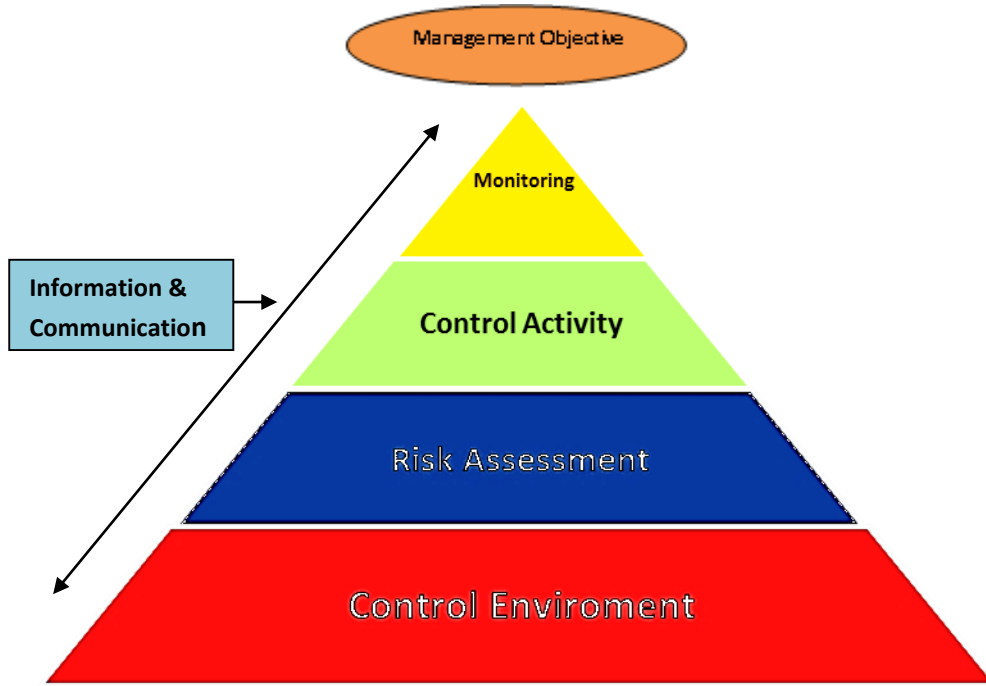 Management Objective
Monitoring
Information &
Communication
Control Activity
Risk Assessment
Control Enviroment